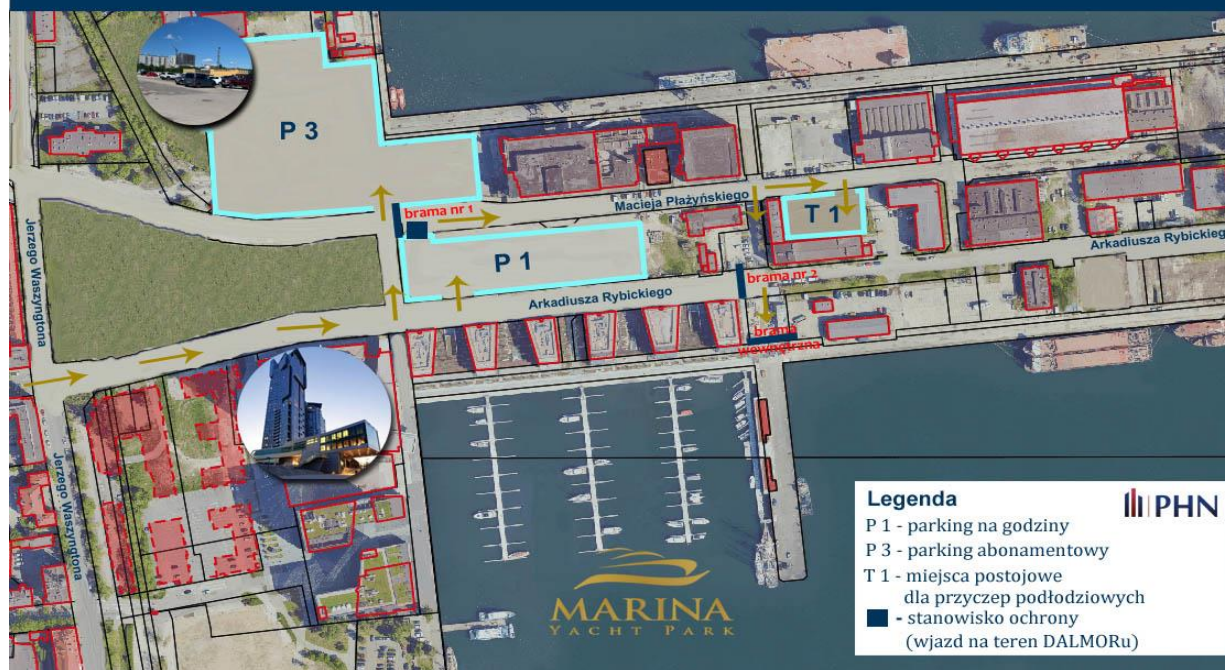 P 3
brama nr 1
Macieja Płażyńskiego
T 1
P 1
Arkadiusza Rybickiego
brama nr 2
Arkadiusza Rybickieg
brama
wewnętrzna
Jerzego Waszyngtona
Jerzego Waszyngtona
MARINA
YACHT PARK
Legenda
PHN
P 1 - parking na godziny
P 3 - parking abonamentowy
T 1 - miejsca postojowe
dla przyczep podłodziowych
- stanowisko ochrony
(wjazd na teren DALMORu)